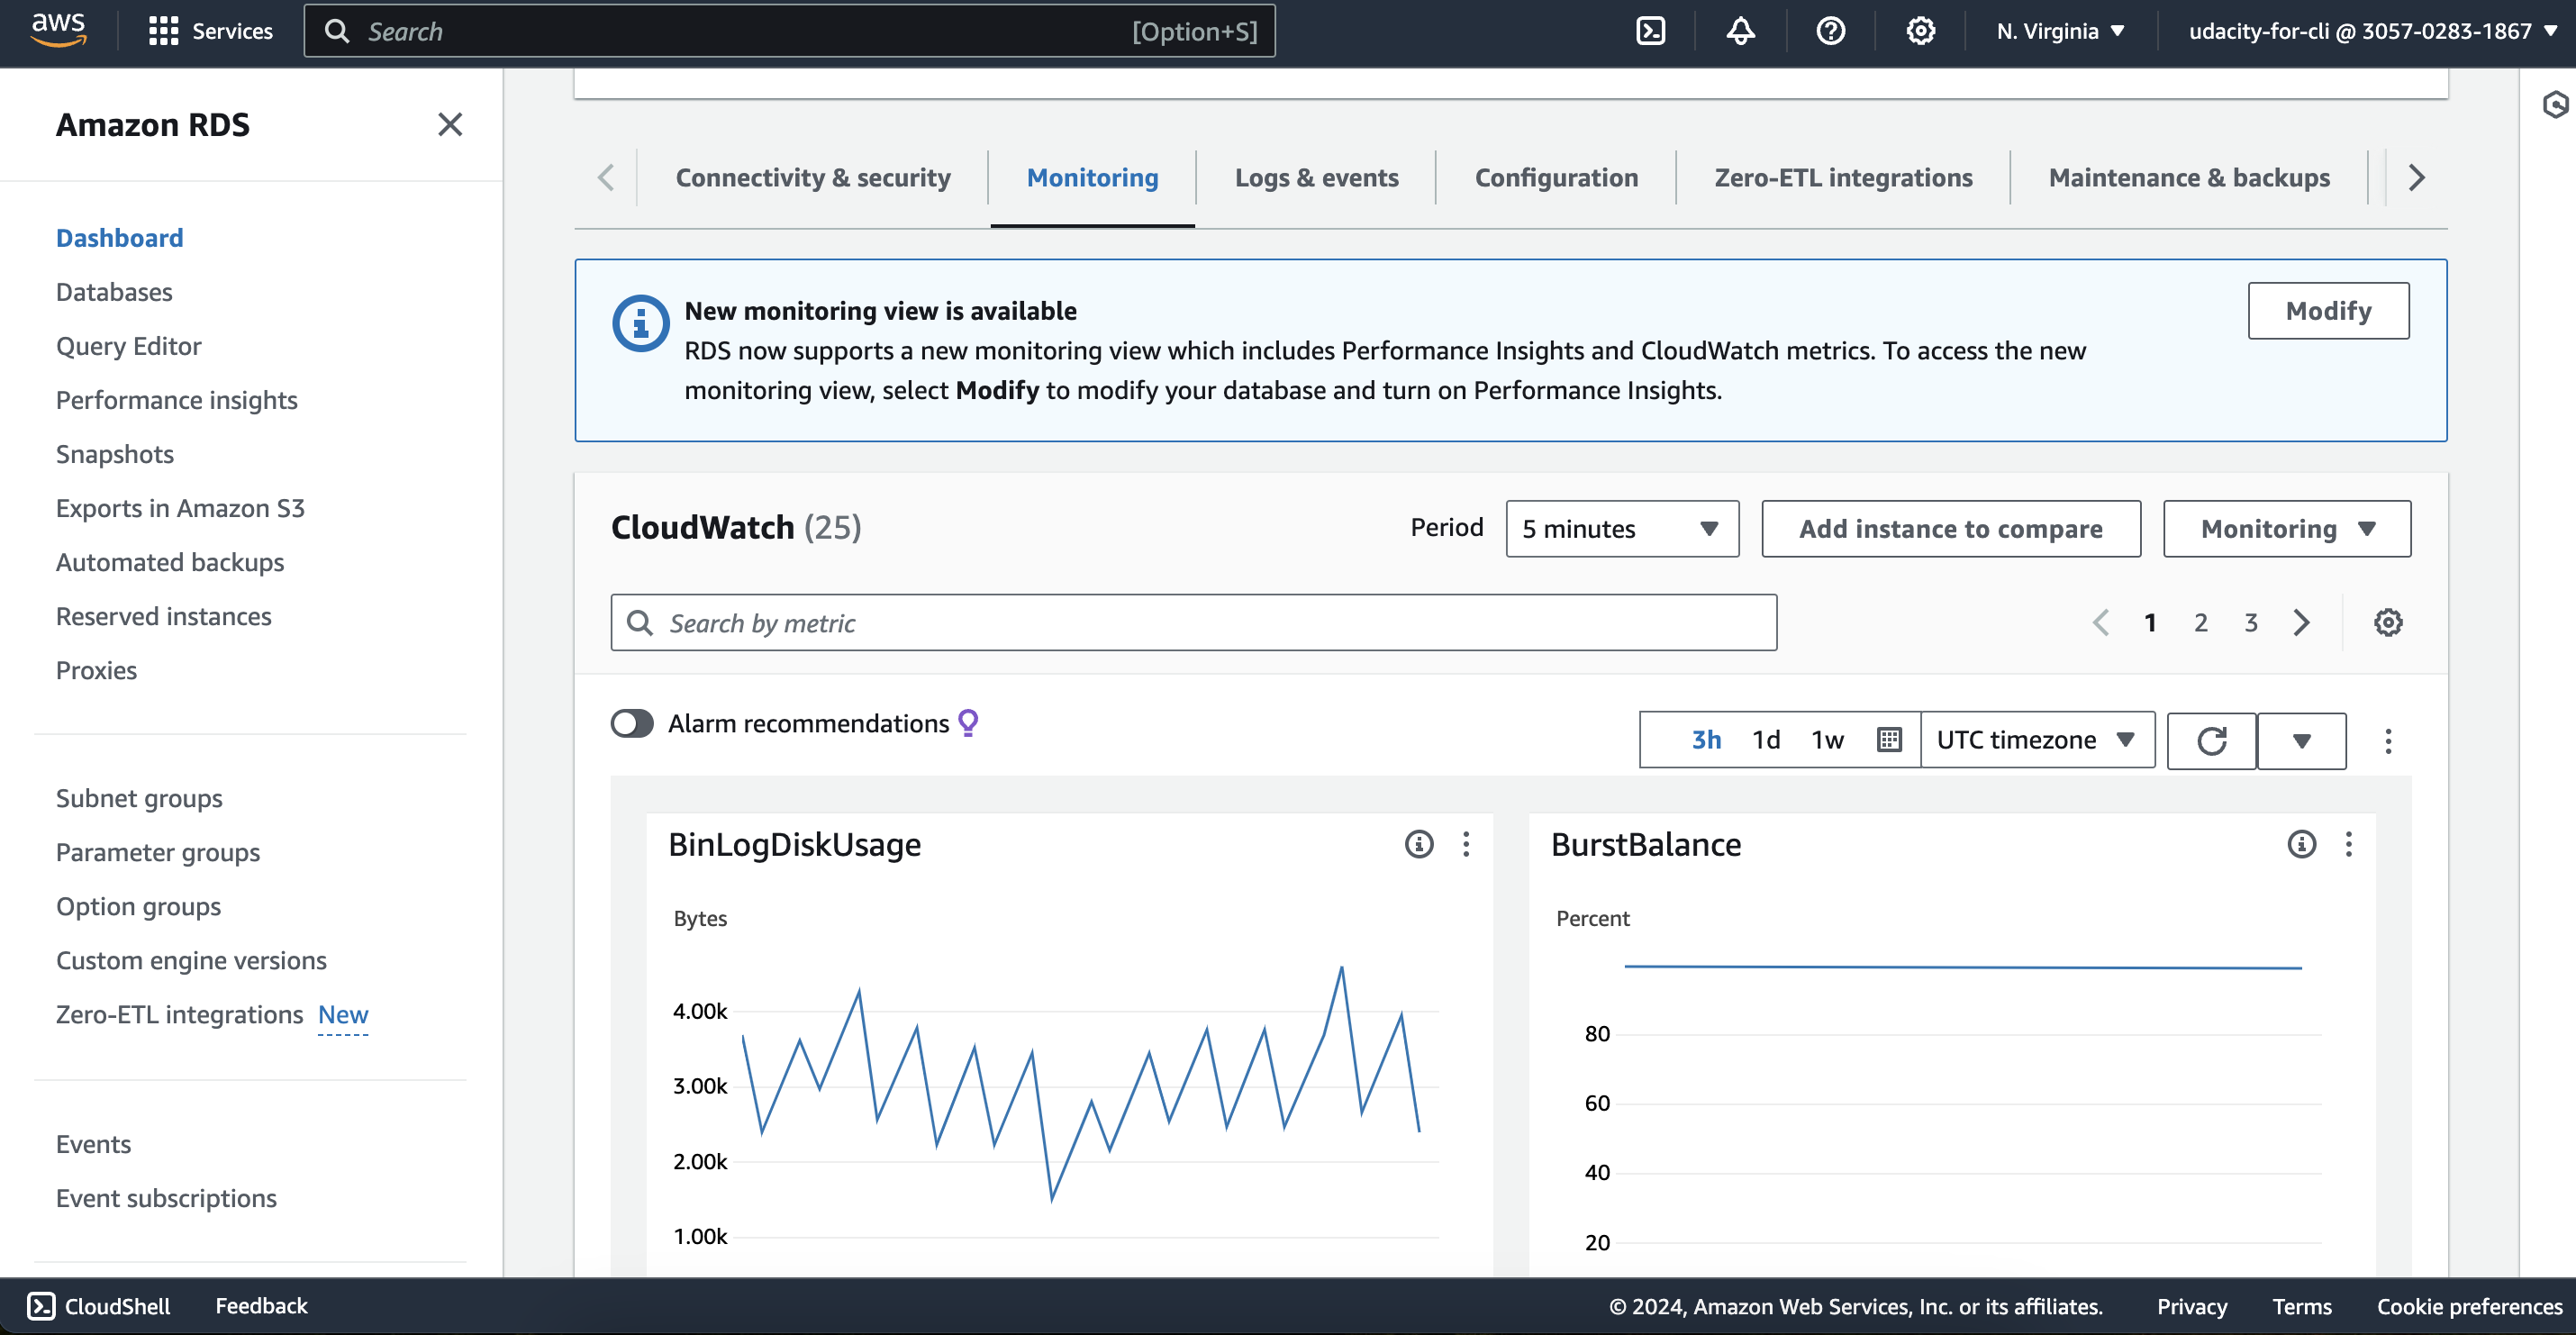 aws
Services
Search
[Option+S]
N. Virginia
udacity-for-cli @ 3057-0283-1867
Amazon RDS
Dashboard
Databases
Query Editor
Performance insights
Snapshots
Exports in Amazon S3
Automated backups
Reserved instances
Proxies
Subnet groups
Parameter groups
Option groups
Custom engine versions
Zero-ETL integrations New
Events
Event subscriptions
Connectivity & security
Monitoring
Logs & events
Configuration
Zero-ETL integrations
Maintenance & backups
New monitoring view is available
RDS now supports a new monitoring view which includes Performance Insights and CloudWatch metrics. To access the new
monitoring view, select Modify to modify your database and turn on Performance Insights.
Modify
CloudWatch (25)
Period
5 minutes
Add instance to compare
Monitoring
Search by metric
1 2 3
Alarm recommendations
3h 1d 1w
UTC timezone
BinLogDiskUsage
Bytes
4.00k
3.00k
2.00k
1.00k
BurstBalance
Percent
80
60
40
20
CloudShell
Feedback
© 2024, Amazon Web Services, Inc. or its affiliates.
Privacy
Terms
Cookie preferences